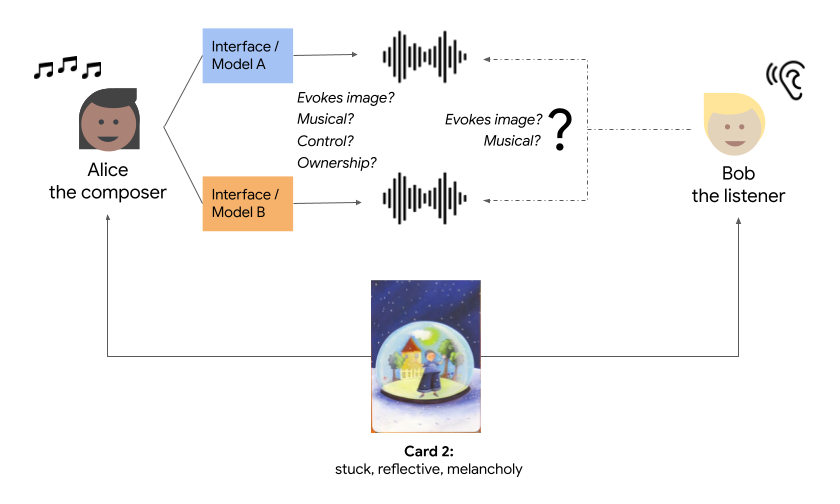 Interface /
Model A
Evokes image?
Musical?
Control?
Ownership?
Interface /
Model B
Alice
the composer
Evokes image?
Musical?
?
Bob
the listener
Card 2:
stuck, reflective, melancholy